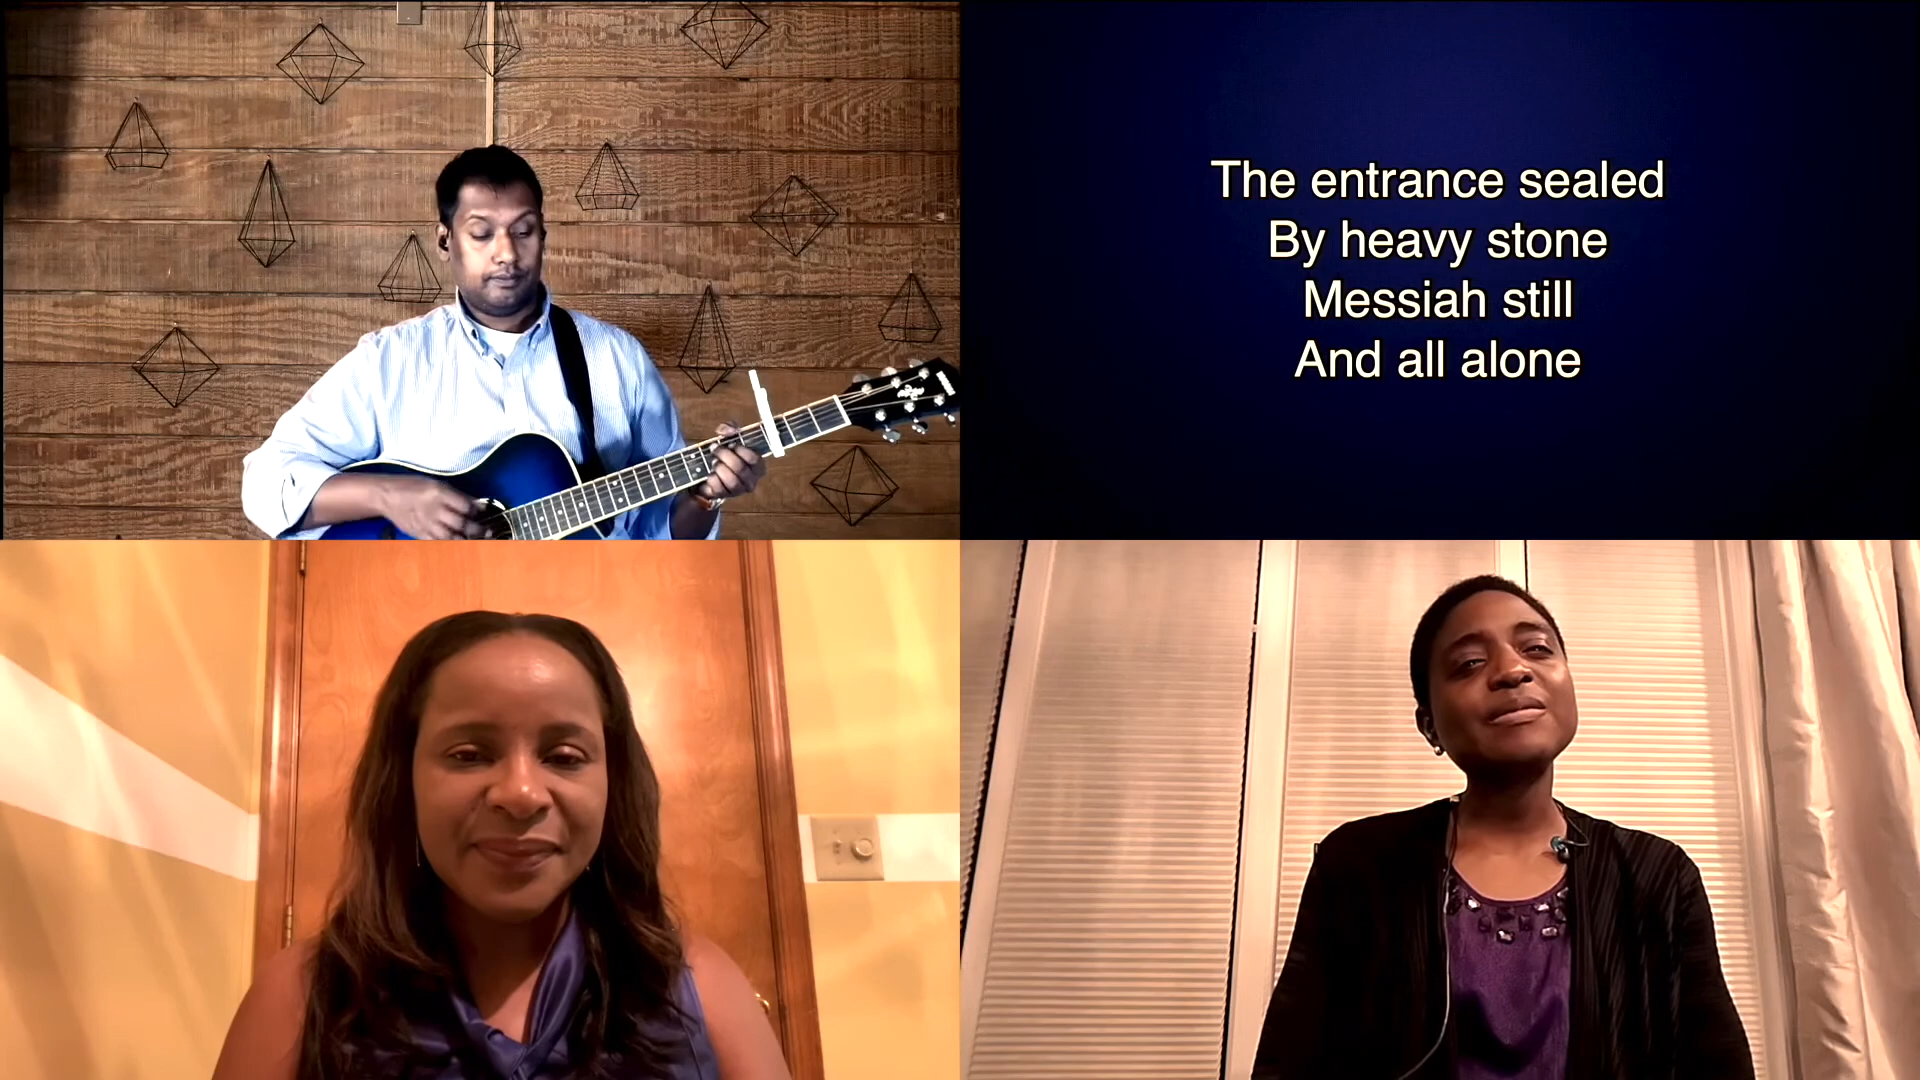 The entrance sealed
By heavy stone
Messiah still
And all alone